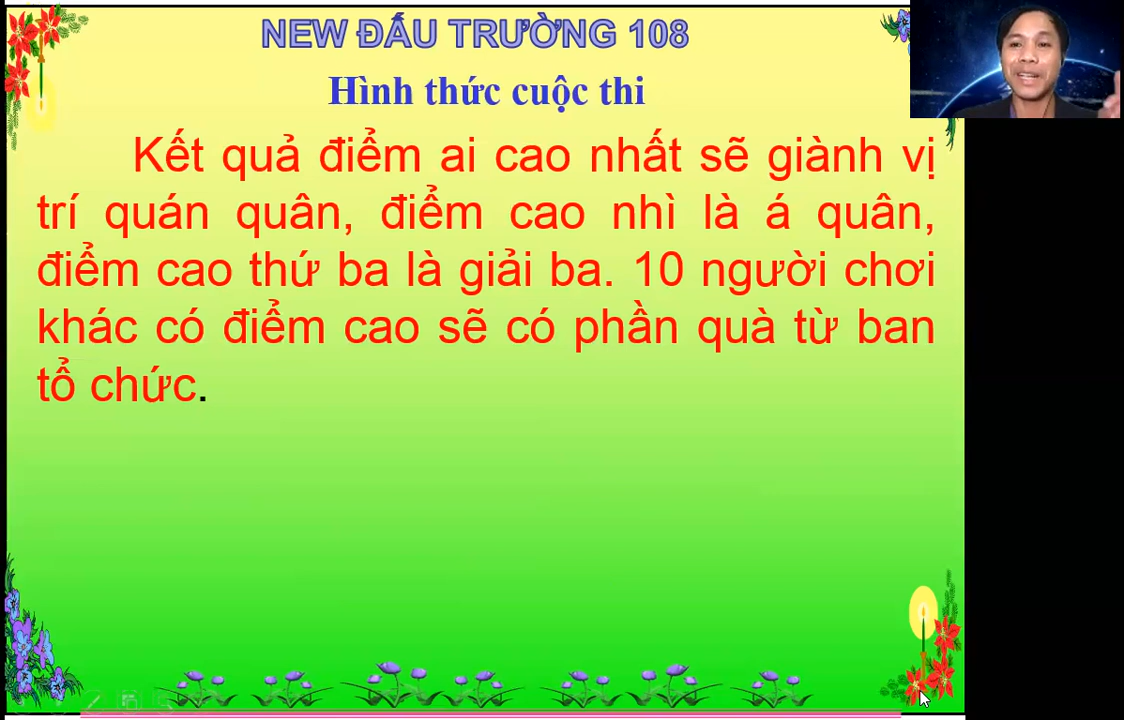 NEW ĐẤU TRƯỜNG 108
Hình thức cuộc thi
Kết quả điểm ai cao nhất sẽ giành vị
trí quán quân, điểm cao nhì là á quân,
điểm cao thứ ba là giải ba. 10 người chơi
khác có điểm cao sẽ có phần quà từ ban
tổ chức.